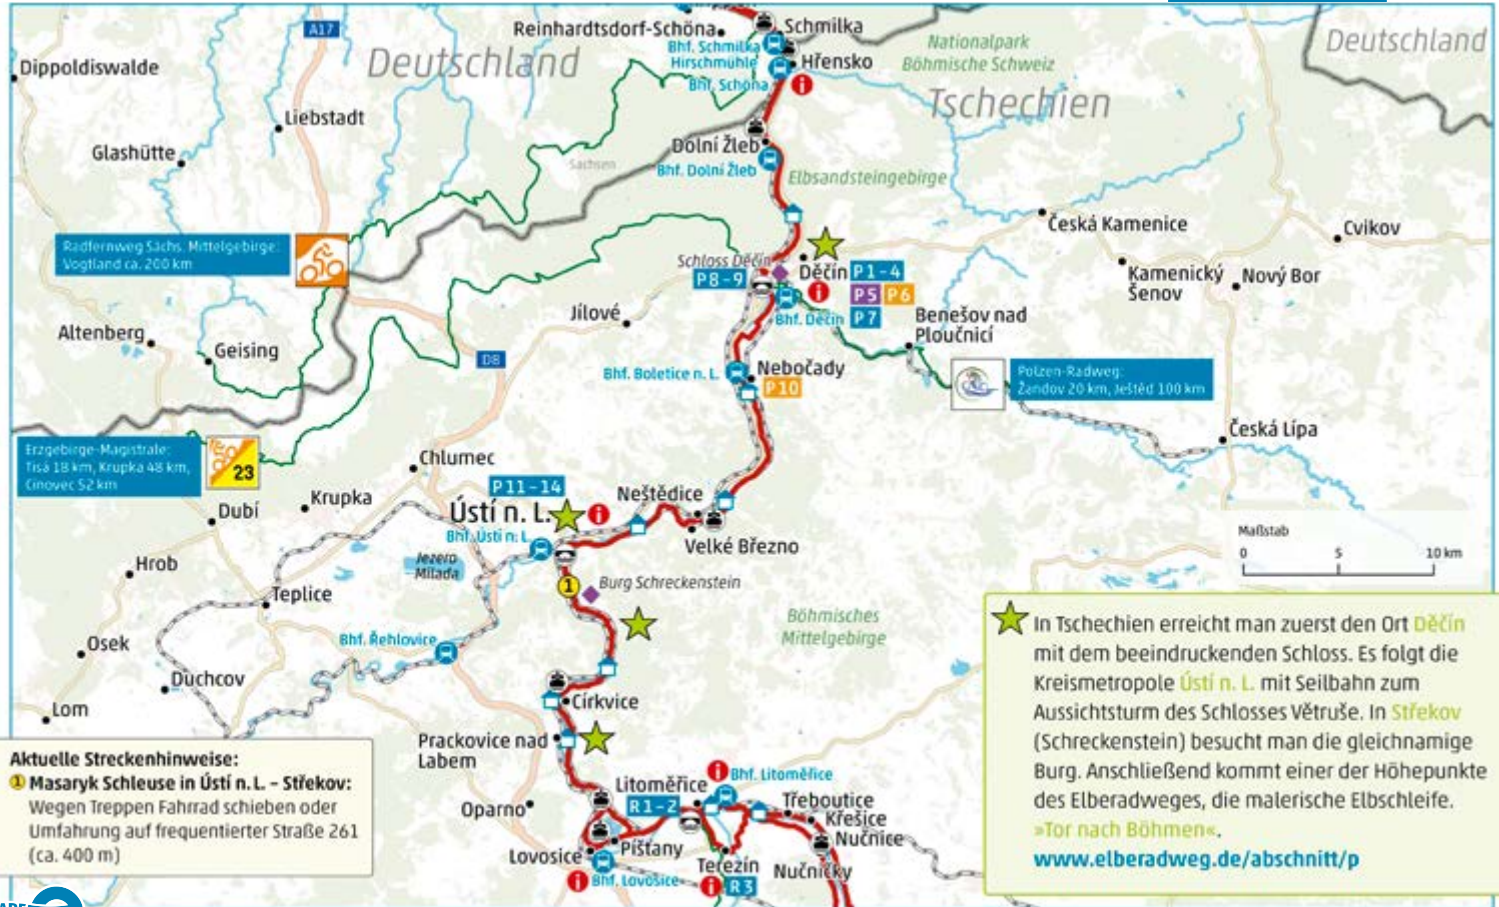 A17
Deutschland
Reinhardtsdorf-Schöna
Schmilka
Bhf. Schmilka
Hirschmühle
Hřensko
Bhf. Schöna
Nationalpark
Böhmische Schweiz
Deutschland
Tschechien
Dippoldiswalde
Liebstadt
Glashütte
Sachsen
Dolní Žleb
Bhf. Dolní Žleb
Elbsandsteingebirge
Česká Kamenice
Cvikov
Radfernweg Sächs. Mittelgebirge:
Vogtland ca. 200 km
Schloss Děčín
P8-9
Děčín
P1-4
P5
P6
P7
Bhf. Děčín
Kamenický
Šenov
Nový Bor
Jílové
Benešov nad
Ploučnicí
Altenberg
Geising
D8
Bhf. Boletice n. L.
Nebočady
P10
Polzen-Radweg:
Žandov 20 km, Ještěd 100 km
Česká Lípa
Erzgebirge-Magistrale:
Tisá 18 km, Krupka 48 km,
Cínovec 52 km
23
Chlumec
Krupka
Dubí
P11-14
Ústí n. L.
Bhf. Ústí n. L.
Neštědice
Velké Březno
Maßstab
0 5 10 km
Hrob
Jezero
Milada
Teplice
1
Burg Schreckenstein
Böhmisches
Mittelgebirge
Osek
Bhf. Řehlovice
Duchcov
Lom
Církvice
Prackovice nad
Labem
Oparno
Litoměřice
Bhf. Litoměřice
R1-2
Třeboutice
Křešice
Nučnice
Lovosice
Píšťany
Bhf. Lovosice
Terezín
R3
Nučničky
Aktuelle Streckenhinweise:
1 Masaryk Schleuse in Ústí n. L. – Střekov:
Wegen Treppen Fahrrad schieben oder
Umfahrung auf frequentierter Straße 261
(ca. 400 m)
In Tschechien erreicht man zuerst den Ort Děčín
mit dem beeindruckenden Schloss. Es folgt die
Kreismetropole Ústí n. L. mit Seilbahn zum
Aussichtsturm des Schlosses Větruše. In Střekov
(Schreckenstein) besucht man die gleichnamige
Burg. Anschließend kommt einer der Höhepunkte
des Elberadweges, die malerische Elbschleife.
»Tor nach Böhmen«.
www.elberadweg.de/abschnitt/p